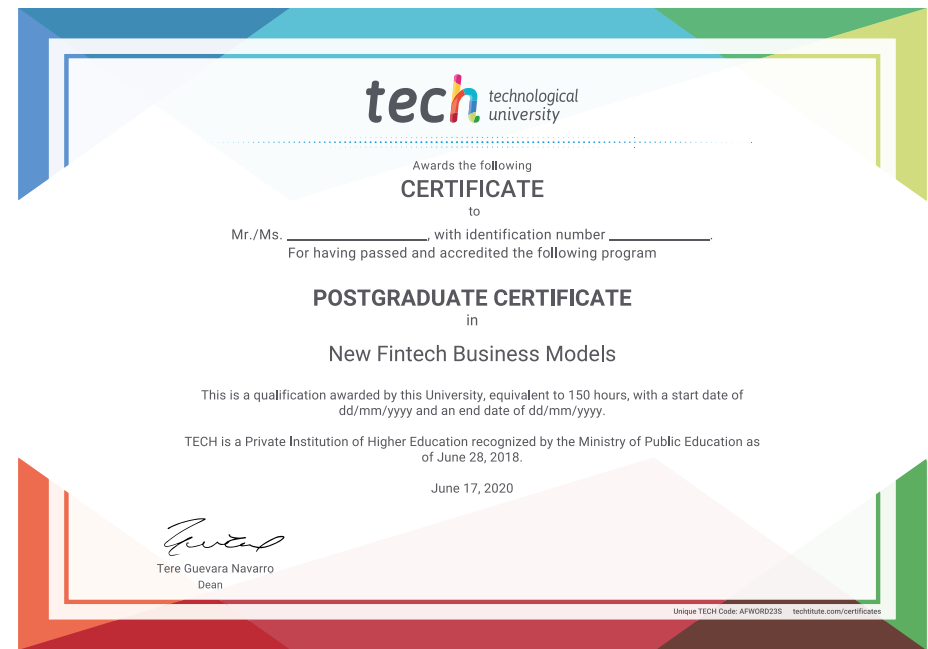 tech technological
university
Awards the following
CERTIFICATE
to
Mr./Ms. ____________________, with identification number ______________.
For having passed and accredited the following program
POSTGRADUATE CERTIFICATE
in
New Fintech Business Models
This is a qualification awarded by this University, equivalent to 150 hours, with a start date of
dd/mm/yyyy and an end date of dd/mm/yyyy.
TECH is a Private Institution of Higher Education recognized by the Ministry of Public Education as
of June 28, 2018.
June 17, 2020
Tere Guevara Navarro
Dean
Unique TECH Code: AFWORD23S techtitute.com/certificates